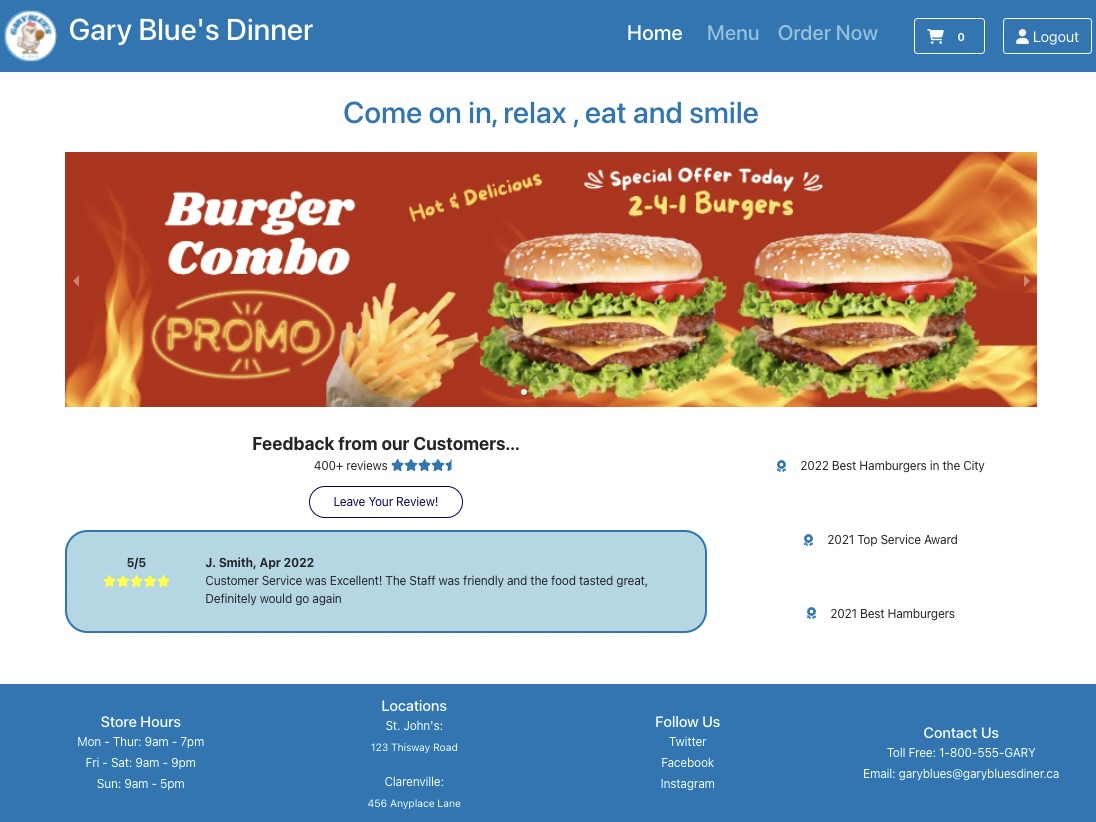 GARY BLUE'S
Gary Blue's Dinner
Home
Menu
Order Now
0
Logout
Come on in, relax , eat and smile
Burger
Combo
PROMO
Hot & Delicious
Special Offer Today
2-4-1 Burgers
Feedback from our Customers...
400+ reviews
Leave Your Review!
5/5
J. Smith, Apr 2022
Customer Service was Excellent! The Staff was friendly and the food tasted great,
Definitely would go again
2022 Best Hamburgers in the City
2021 Top Service Award
2021 Best Hamburgers
Store Hours
Mon - Thur: 9am - 7pm
Fri - Sat: 9am - 9pm
Sun: 9am - 5pm
Locations
St. John's:
123 Thisway Road
Clarenville:
456 Anyplace Lane
Follow Us
Twitter
Facebook
Instagram
Contact Us
Toll Free: 1-800-555-GARY
Email: garyblues@garybluesdiner.ca